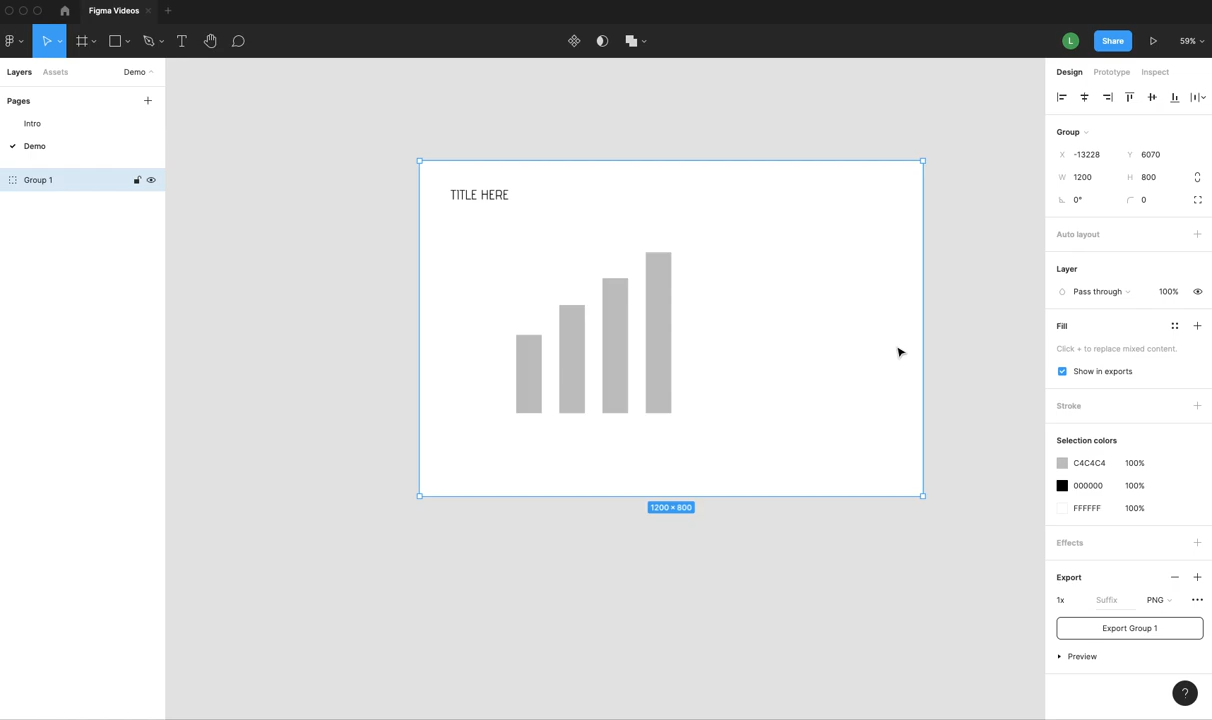 Figma Videos
Share
59%
L
Layers
Assets
Demo
Pages
Intro
Demo
Group 1
TITLE HERE
1200 × 800
Design
Prototype
Inspect
Group
X
-13228
Y
6070
W
1200
H
800
0°
0
Auto layout
Layer
Pass through
100%
Fill
Click + to replace mixed content.
Show in exports
Stroke
Selection colors
C4C4C4
100%
000000
100%
FFFFFF
100%
Effects
Export
1x
Suffix
PNG
Export Group 1
Preview
?